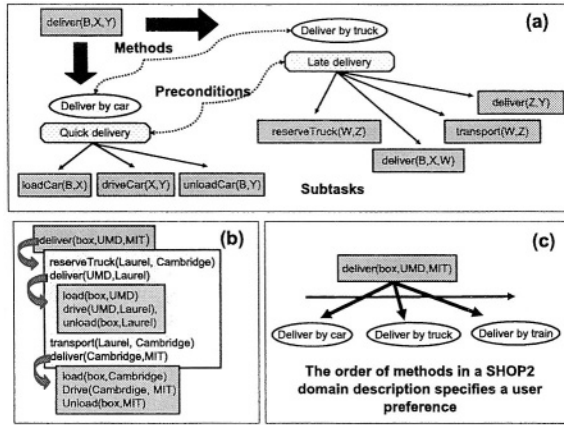 deliver(B,X,Y)
(a)
Methods
Deliver by truck
Late delivery
Preconditions
Deliver by car
Quick delivery
deliver(Z,Y)
reserveTruck(W,Z)
transport(W,Z)
deliver(B,X,W)
loadCar(B,X)
driveCar(X,Y)
unloadCar(B,Y)
Subtasks
(b)
deliver(box,UMD,MIT)
reserveTruck(Laurel, Cambridge)
deliver(UMD,Laurel)
load(box,UMD)
drive(UMD,Laurel),
unload(box,Laurel)
transport(Laurel, Cambridge)
deliver(Cambridge,MIT)
load(box,Cambridge)
Drive(Cambrdige, MIT)
Unload(box,MIT)
(c)
deliver(box,UMD,MIT)
Deliver by car
Deliver by truck
Deliver by train
The order of methods in a SHOP2
domain description specifies a user
preference